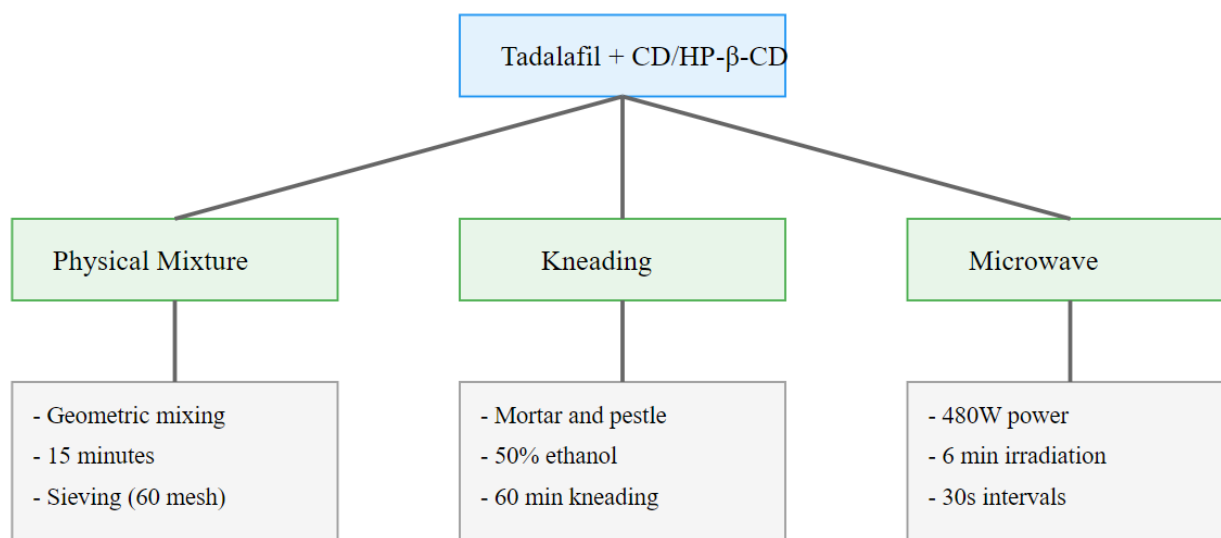 Tadalafil + CD/HP-β-CD
Physical Mixture
Kneading
Microwave
- Geometric mixing
- 15 minutes
- Sieving (60 mesh)
- Mortar and pestle
- 50% ethanol
- 60 min kneading
- 480W power
- 6 min irradiation
- 30s intervals